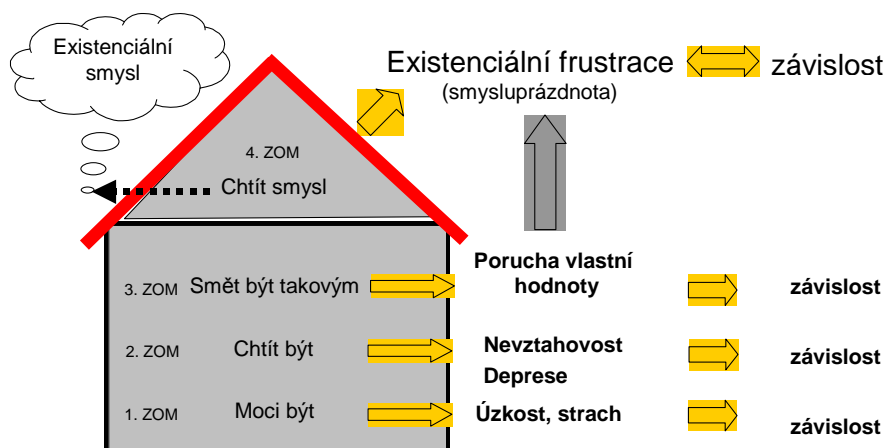 Existenciální
smysl
Existenciální frustrace
závislost
(smysluprázdnota)
4. ZOM
Chtít smysl
3. ZOM Smět být takovým
Porucha vlastní
hodnoty
závislost
2. ZOM Chtít být
Nevztahovost
Deprese
závislost
1. ZOM Moci být
Úzkost, strach
závislost